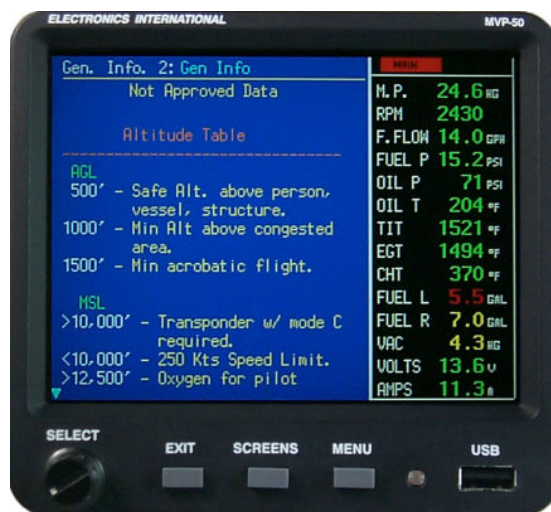 ELECTRONICS INTERNATIONAL
MVP-50
Gen. Info. 2: Gen Info
Not Approved Data
Altitude Table
AGL
500' - Safe Alt. above person,
vessel, structure.
1000' - Min Alt above congested
area.
1500' - Min acrobatic flight.
MSL
>10,000' - Transponder w/ mode C
required.
<10,000' - 250 Kts Speed Limit.
>12,500' - Oxygen for pilot
MAIN
M.P. 24.6 HG
RPM 2430
F.FLOW 14.0 GPH
FUEL P 15.2 PSI
OIL P 71 PSI
OIL T 204 °F
TIT 1521 °F
EGT 1494 °F
CHT 370 °F
FUEL L 5.5 GAL
FUEL R 7.0 GAL
VAC 4.3 HG
VOLTS 13.6 V
AMPS 11.3 A
SELECT
EXIT
SCREENS
MENU
USB